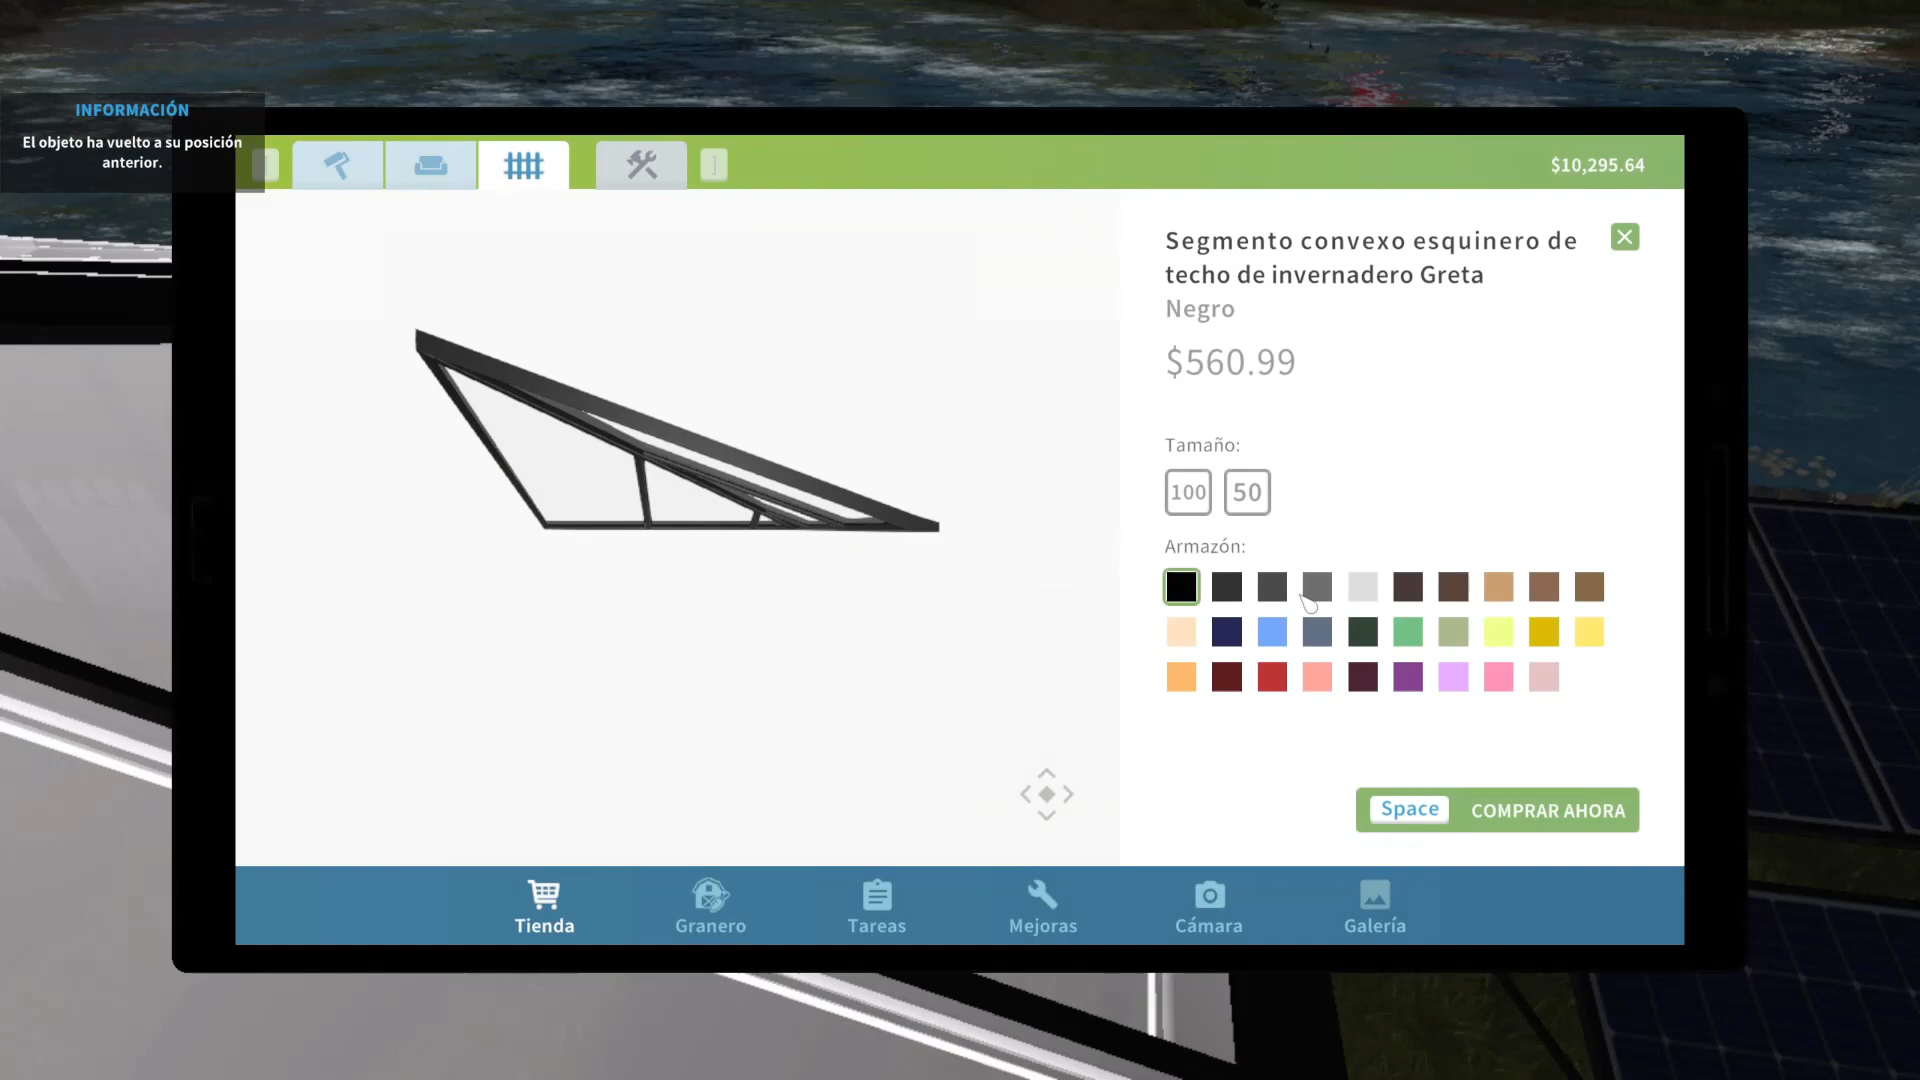 INFORMACIÓN
El objeto ha vuelto a su posición
anterior.
[
]
$10,295.64
Segmento convexo esquinero de
techo de invernadero Greta
Negro
$560.99
Tamaño:
100 50
Armazón:
Space COMPRAR AHORA
Tienda Granero Tareas Mejoras Cámara Galería